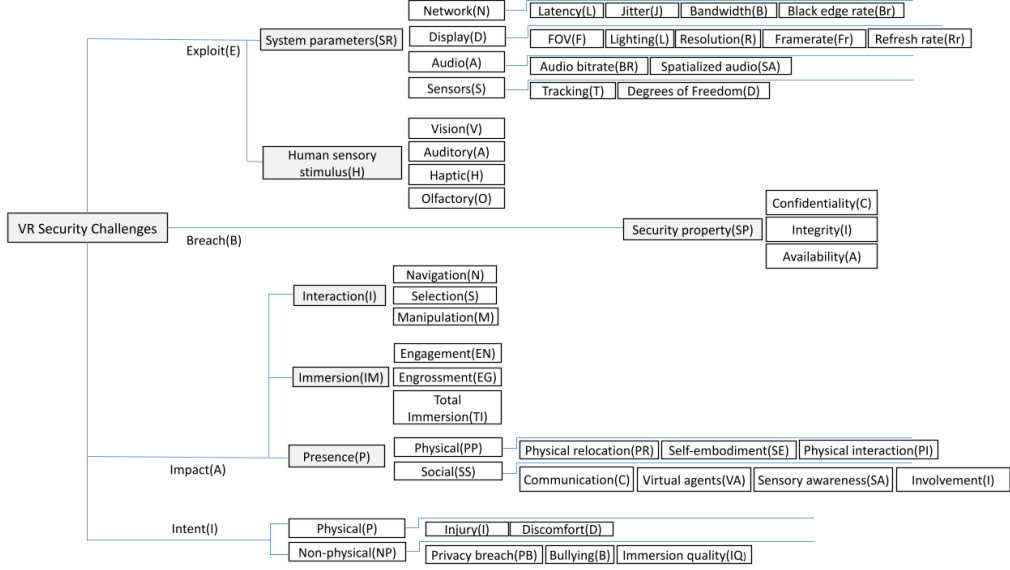 Network(N)
Latency(L) Jitter(J) Bandwidth(B) Black edge rate(Br)
System parameters(SR)
Display(D)
FOV(F) Lighting(L) Resolution(R) Framerate(Fr) Refresh rate(Rr)
Exploit(E)
Audio(A)
Audio bitrate(BR) Spatialized audio(SA)
Sensors(S)
Tracking(T) Degrees of Freedom(D)
Human sensory
stimulus(H)
Vision(V)
Auditory(A)
Haptic(H)
Olfactory(O)
VR Security Challenges
Breach(B)
Security property(SP)
Confidentiality(C)
Integrity(I)
Availability(A)
Interaction(I)
Navigation(N)
Selection(S)
Manipulation(M)
Immersion(IM)
Engagement(EN)
Engrossment(EG)
Total
Immersion(TI)
Impact(A)
Presence(P)
Physical(PP)
Physical relocation(PR) Self-embodiment(SE) Physical interaction(PI)
Social(SS)
Communication(C) Virtual agents(VA) Sensory awareness(SA) Involvement(I)
Intent(I)
Physical(P)
Injury(I) Discomfort(D)
Non-physical(NP)
Privacy breach(PB) Bullying(B) Immersion quality(IQ)